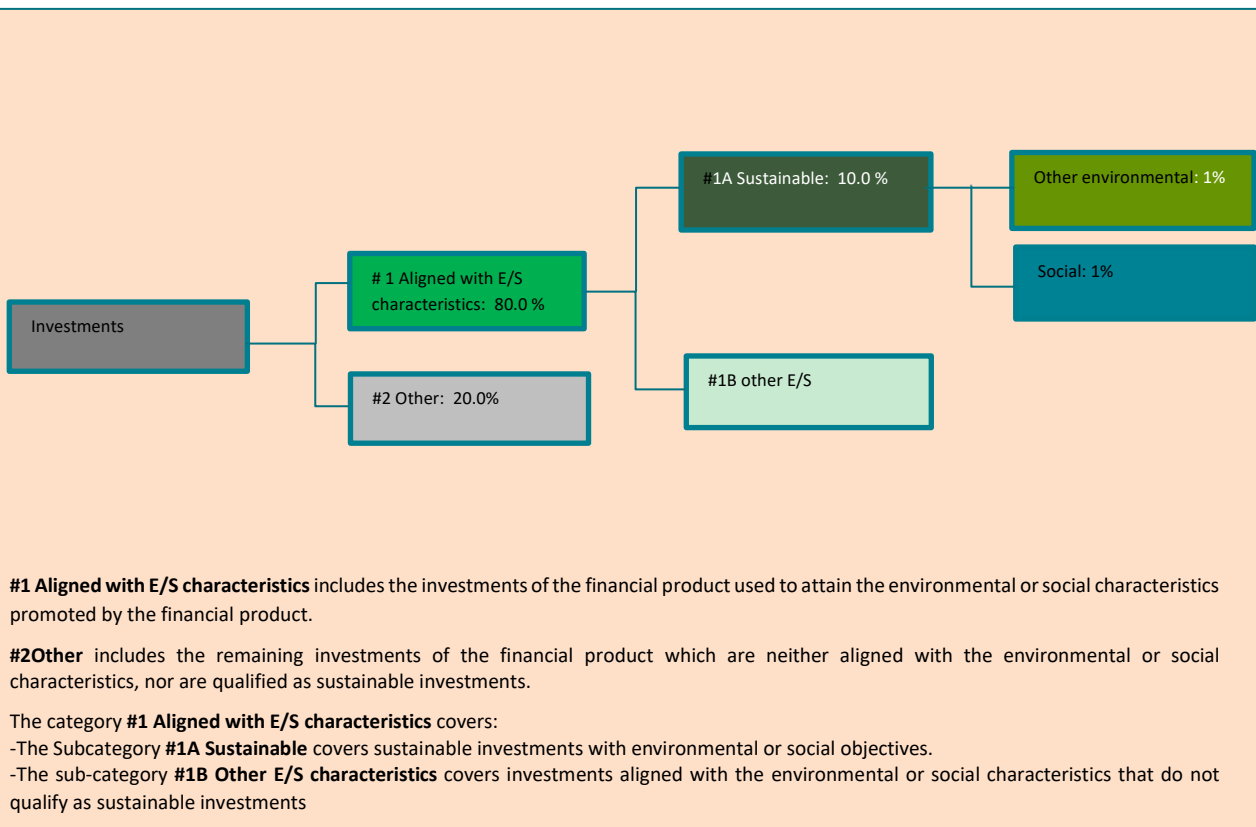 #1A Sustainable: 10.0 %
Other environmental: 1%
# 1 Aligned with E/S
characteristics: 80.0 %
Social: 1%
Investments
#2 Other: 20.0%
#1B other E/S
#1 Aligned with E/S characteristics includes the investments of the financial product used to attain the environmental or social characteristics
promoted by the financial product.
#2Other includes the remaining investments of the financial product which are neither aligned with the environmental or social
characteristics, nor are qualified as sustainable investments.
The category #1 Aligned with E/S characteristics covers:
-The Subcategory #1A Sustainable covers sustainable investments with environmental or social objectives.
-The sub-category #1B Other E/S characteristics covers investments aligned with the environmental or social characteristics that do not
qualify as sustainable investments